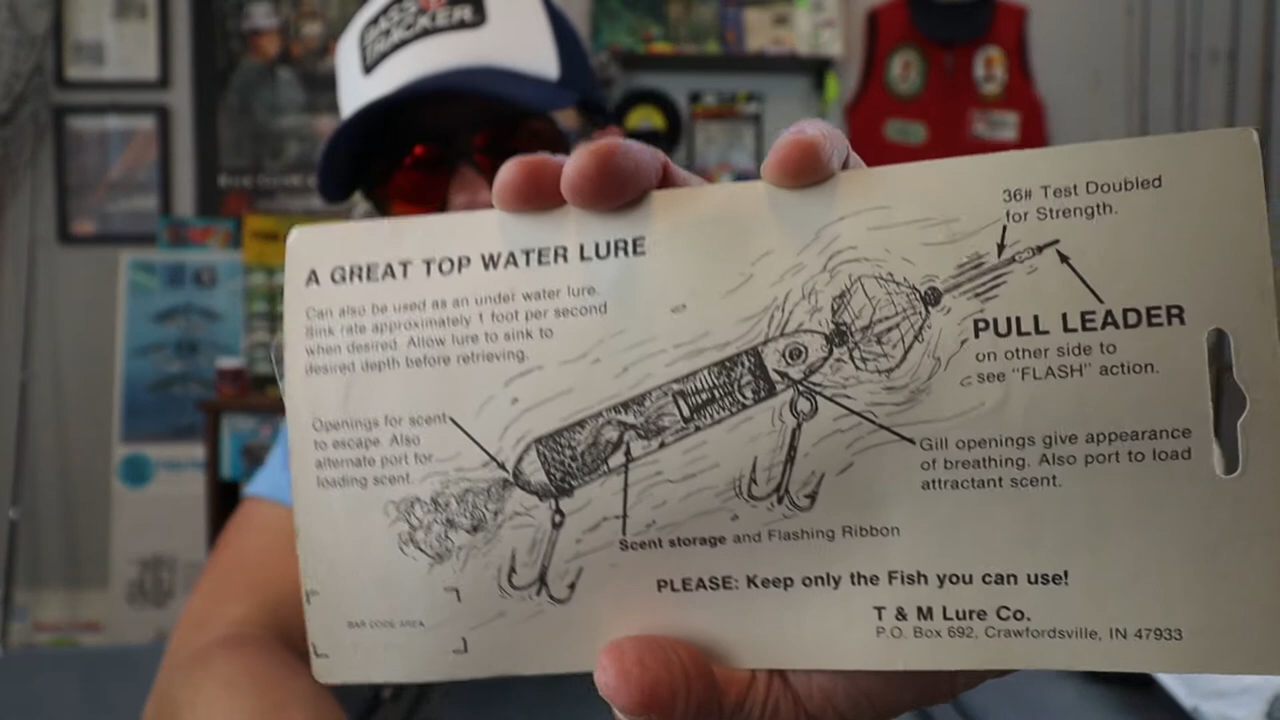 BASS
TRACKER
36# Test Doubled
for Strength.
A GREAT TOP WATER LURE
Can also be used as an under water lure.
Sink rate approximately 1 foot per second
when desired. Allow lure to sink to
desired depth before retrieving.
PULL LEADER
on other side to
see "FLASH" action.
Openings for scent
to escape. Also
alternate port for
loading scent.
Gill openings give appearance
of breathing. Also port to load
attractant scent.
Scent storage and Flashing Ribbon
PLEASE: Keep only the Fish you can use!
BAR CODE AREA
T & M Lure Co.
P.O. Box 692, Crawfordsville, IN 47933